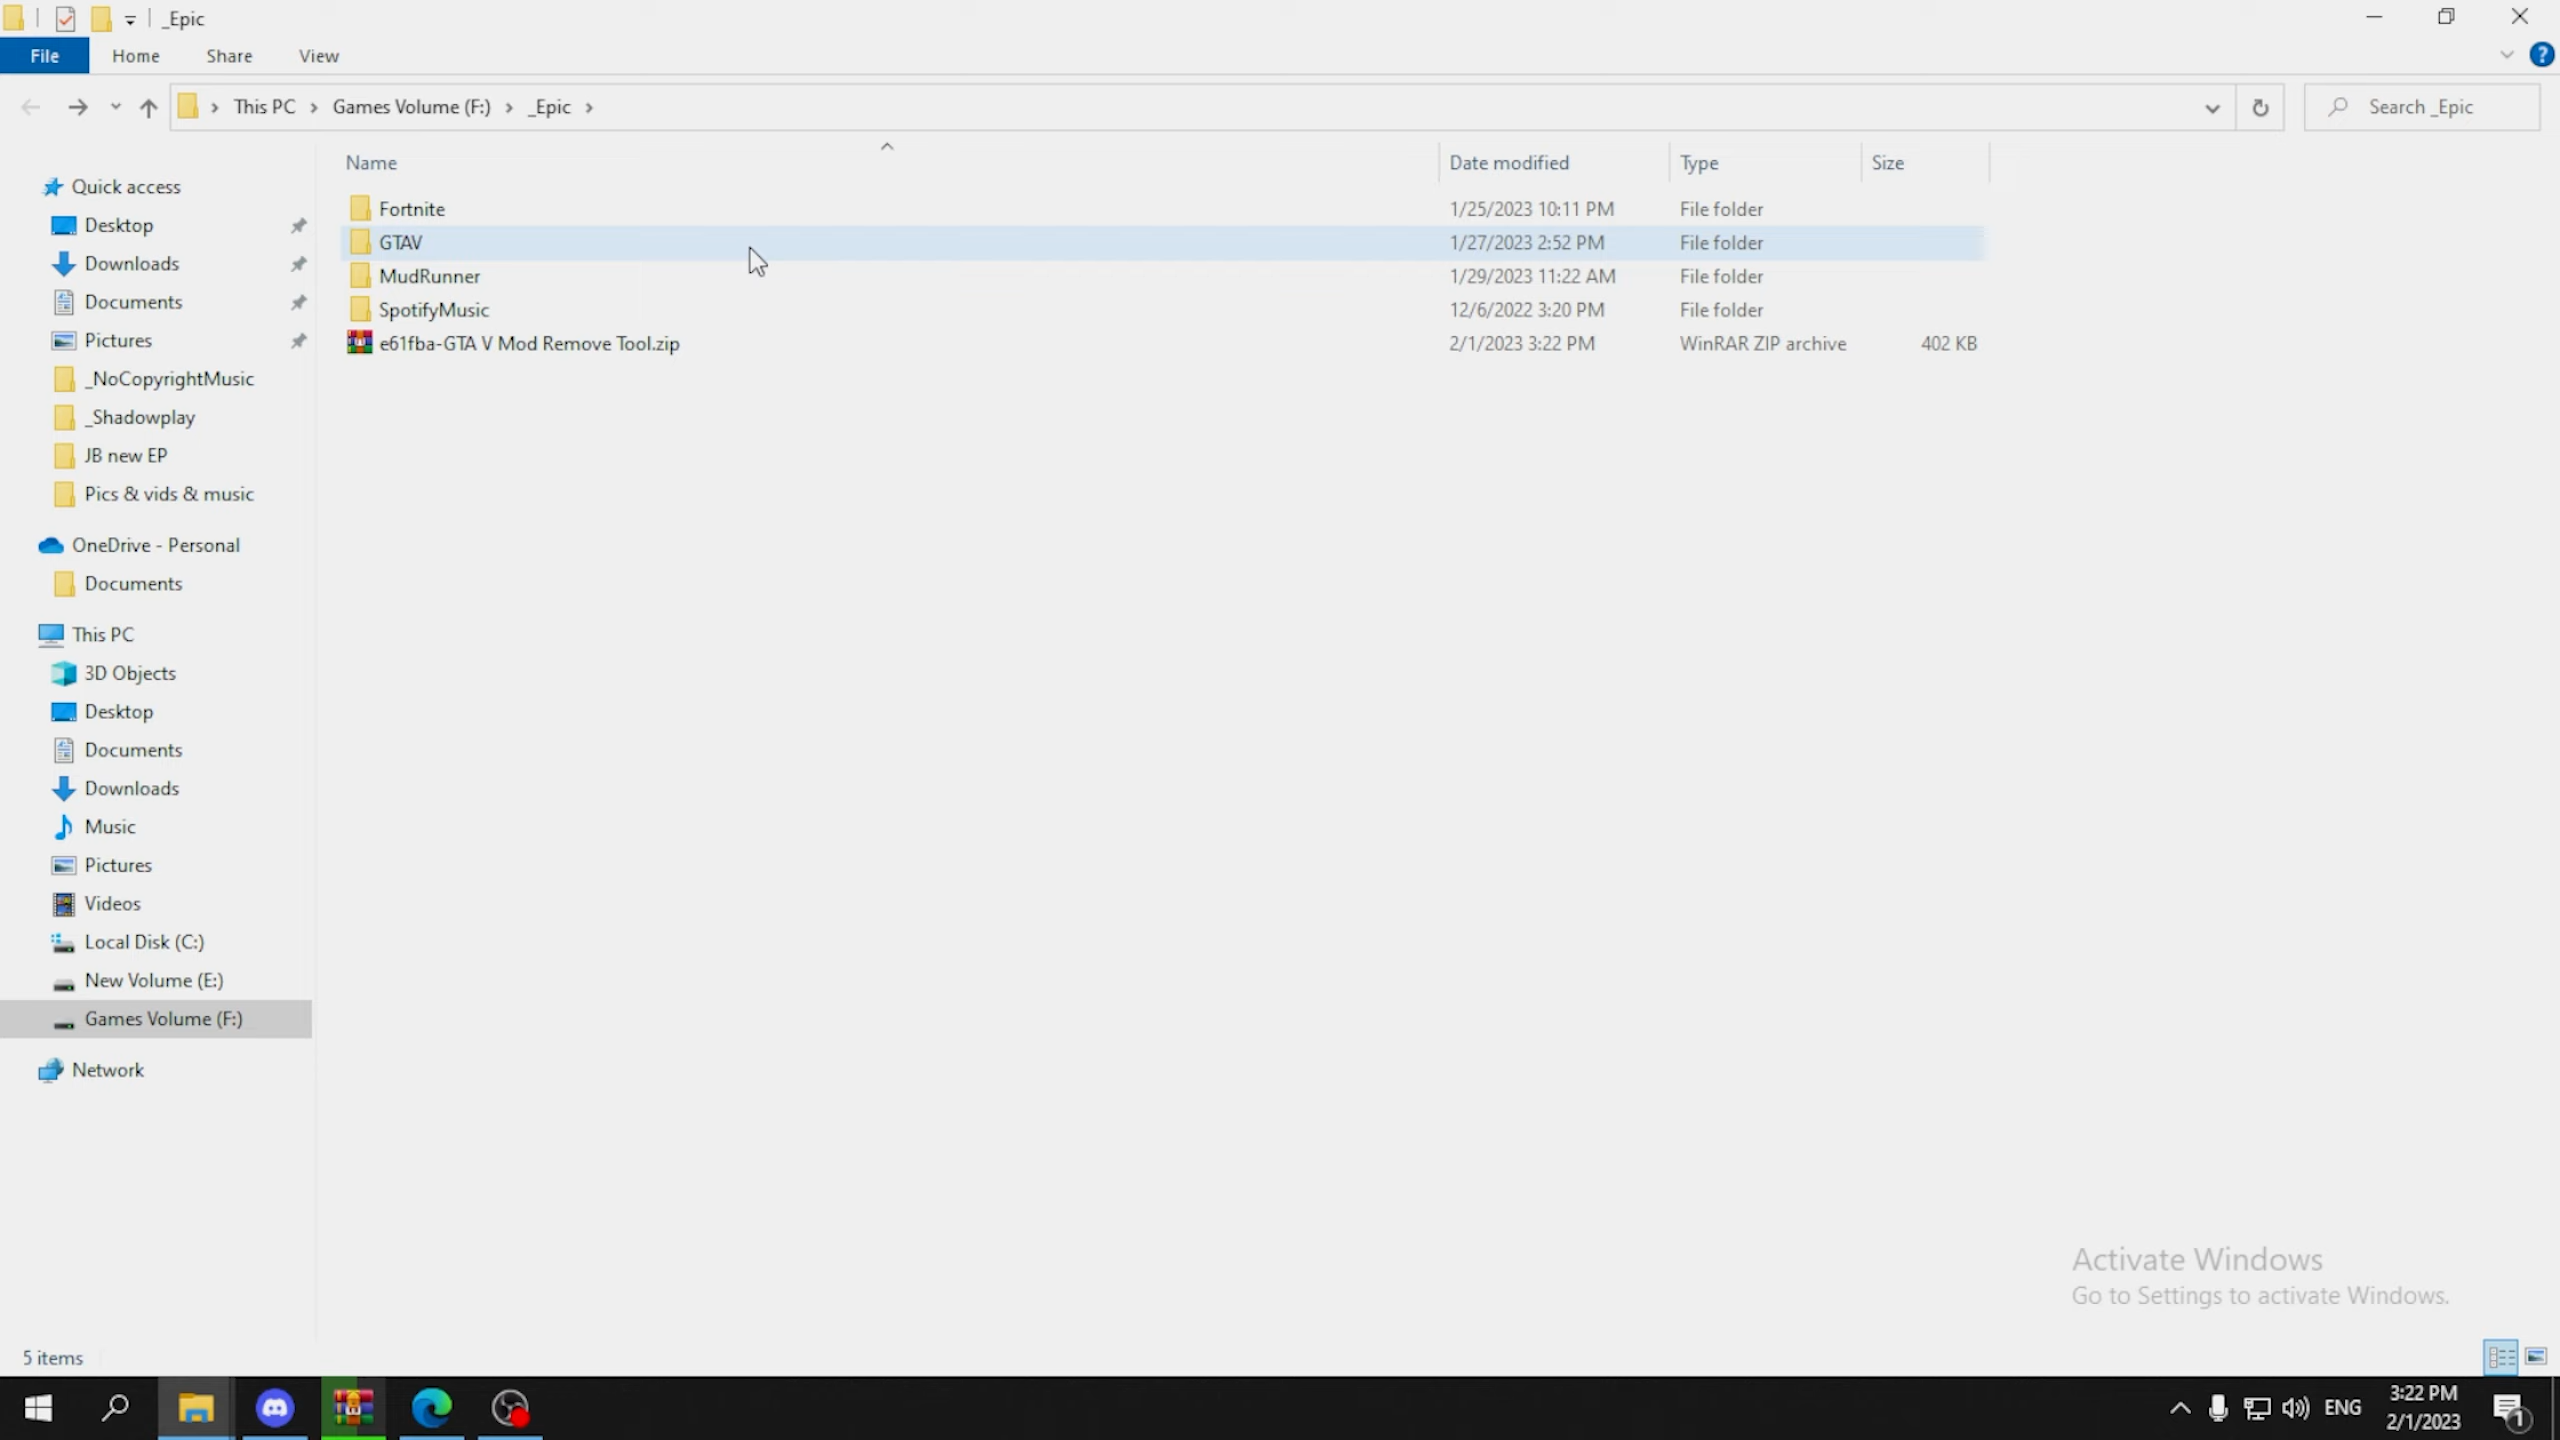 _Epic
File Home Share View
This PC Games Volume (F:) _Epic
Search _Epic
Name Date modified Type Size
Quick access
Desktop
Downloads
Documents
Pictures
_NoCopyrightMusic
_Shadowplay
JB new EP
Pics & vids & music
OneDrive - Personal
Documents
This PC
3D Objects
Desktop
Documents
Downloads
Music
Pictures
Videos
Local Disk (C:)
New Volume (E:)
Games Volume (F:)
Network
Fortnite 1/25/2023 10:11 PM File folder
GTAV 1/27/2023 2:52 PM File folder
MudRunner 1/29/2023 11:22 AM File folder
SpotifyMusic 12/6/2022 3:20 PM File folder
e61fba-GTA V Mod Remove Tool.zip 2/1/2023 3:22 PM WinRAR ZIP archive 402 KB
Activate Windows
Go to Settings to activate Windows.
5 items
ENG
3:22 PM
2/1/2023
1